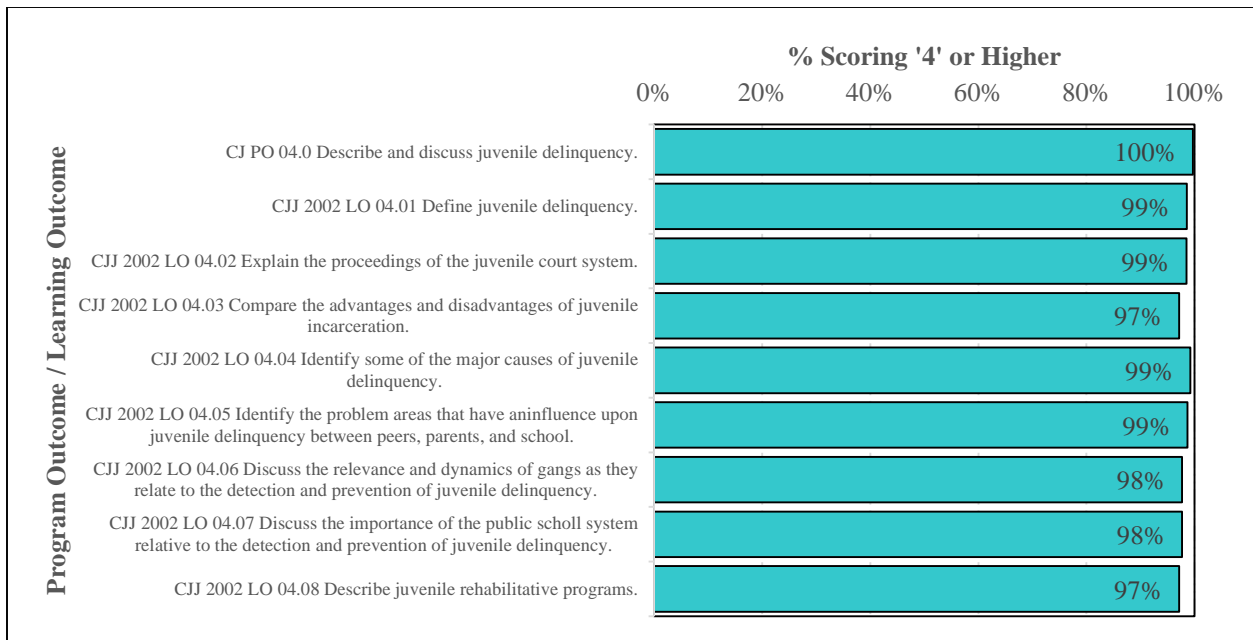 % Scoring '4' or Higher
0% 20% 40% 60% 80% 100%
Program Outcome / Learning Outcome
CJ PO 04.0 Describe and discuss juvenile delinquency.
100%
CJJ 2002 LO 04.01 Define juvenile delinquency.
99%
CJJ 2002 LO 04.02 Explain the proceedings of the juvenile court system.
99%
CJJ 2002 LO 04.03 Compare the advantages and disadvantages of juvenile
incarceration.
97%
CJJ 2002 LO 04.04 Identify some of the major causes of juvenile
delinquency.
99%
CJJ 2002 LO 04.05 Identify the problem areas that have aninfluence upon
juvenile delinquency between peers, parents, and school.
99%
CJJ 2002 LO 04.06 Discuss the relevance and dynamics of gangs as they
relate to the detection and prevention of juvenile delinquency.
98%
CJJ 2002 LO 04.07 Discuss the importance of the public scholl system
relative to the detection and prevention of juvenile delinquency.
98%
CJJ 2002 LO 04.08 Describe juvenile rehabilitative programs.
97%